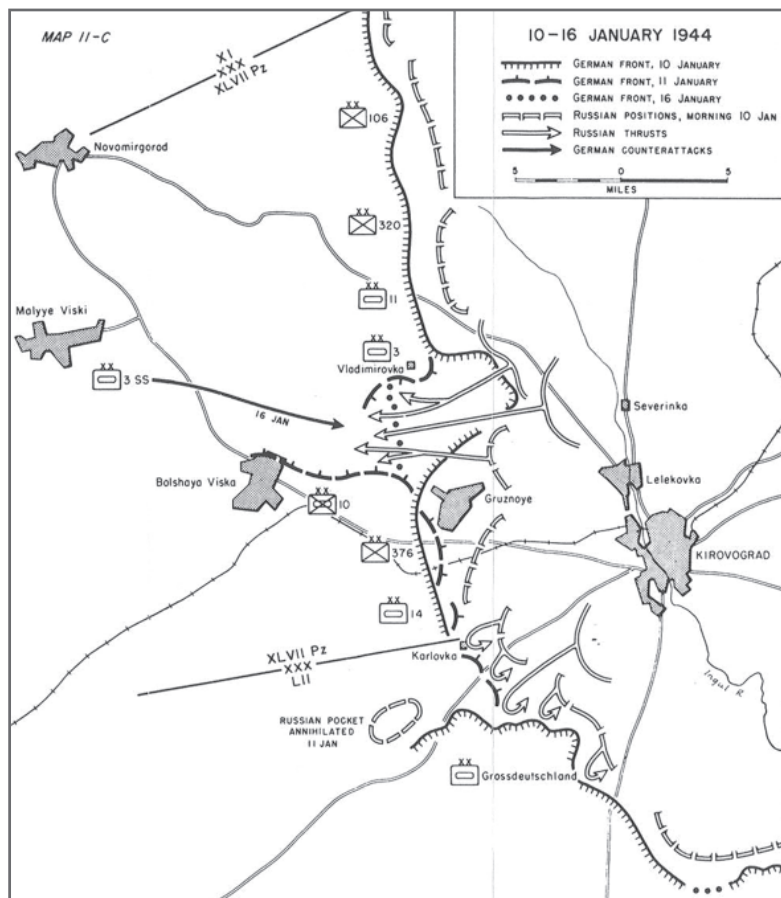 MAP II-C
10-16 JANUARY 1944
GERMAN FRONT, 10 JANUARY
GERMAN FRONT, 11 JANUARY
GERMAN FRONT, 16 JANUARY
RUSSIAN POSITIONS, MORNING 10 JAN
RUSSIAN THRUSTS
GERMAN COUNTERATTACKS
5 0 5
MILES
XI
XXX
XLVII Pz
XX
106
Novomirgorod
XX
320
XX
11
Malyye Viski
XX
3
Vladimirovka
XX
3 SS
16 JAN
Severinka
Bolshaya Viska
Lelekovka
Gruznoye
XX
10
KIROVOGRAD
XX
376
XX
14
Karlovka
XLVII Pz
XXX
LII
Ingul R.
RUSSIAN POCKET
ANNIHILATED
11 JAN
XX
Grossdeutschland